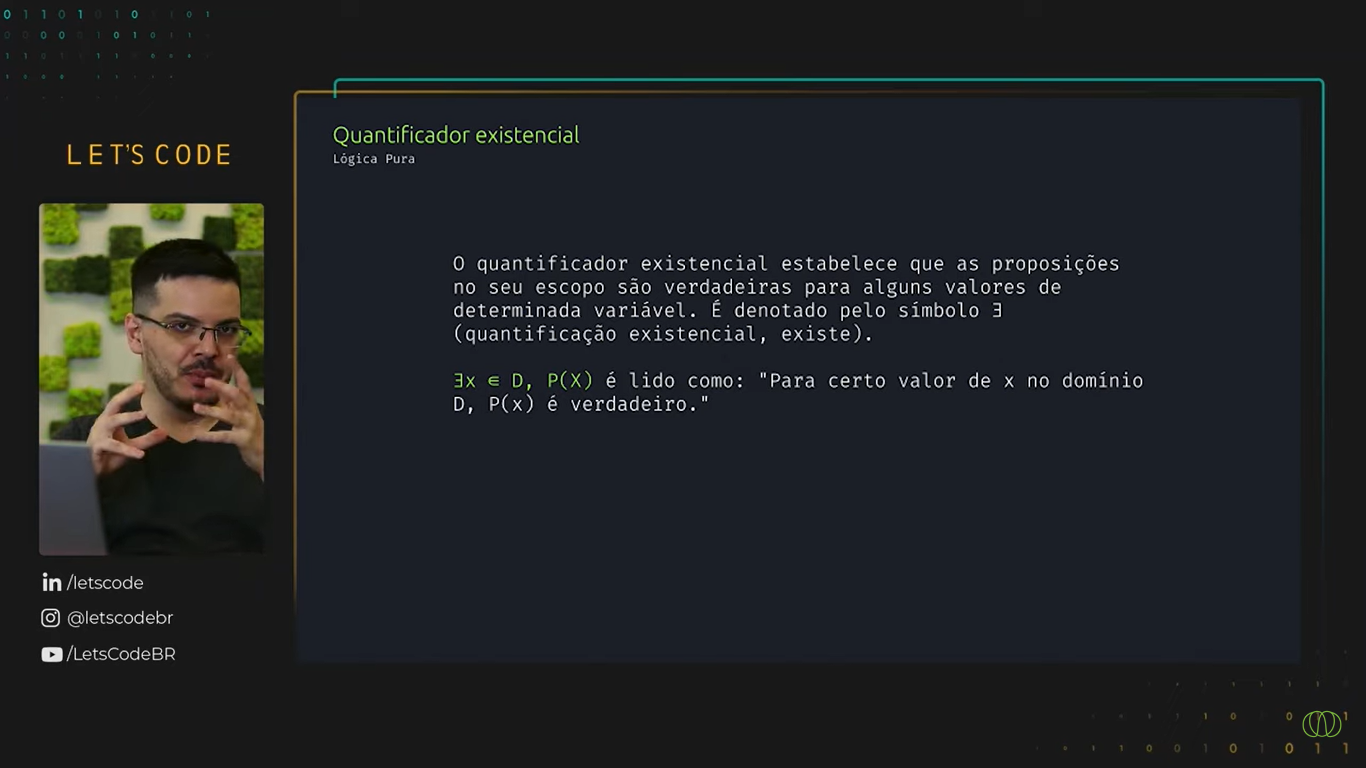 LET'S CODE
Quantificador existencial
Lógica Pura
O quantificador existencial estabelece que as proposições
no seu escopo são verdadeiras para alguns valores de
determinada variável. É denotado pelo símbolo ∃
(quantificação existencial, existe).
∃x ∈ D, P(X) é lido como: "Para certo valor de x no domínio
D, P(x) é verdadeiro."
in /letscode
@letscodebr
/LetsCodeBR